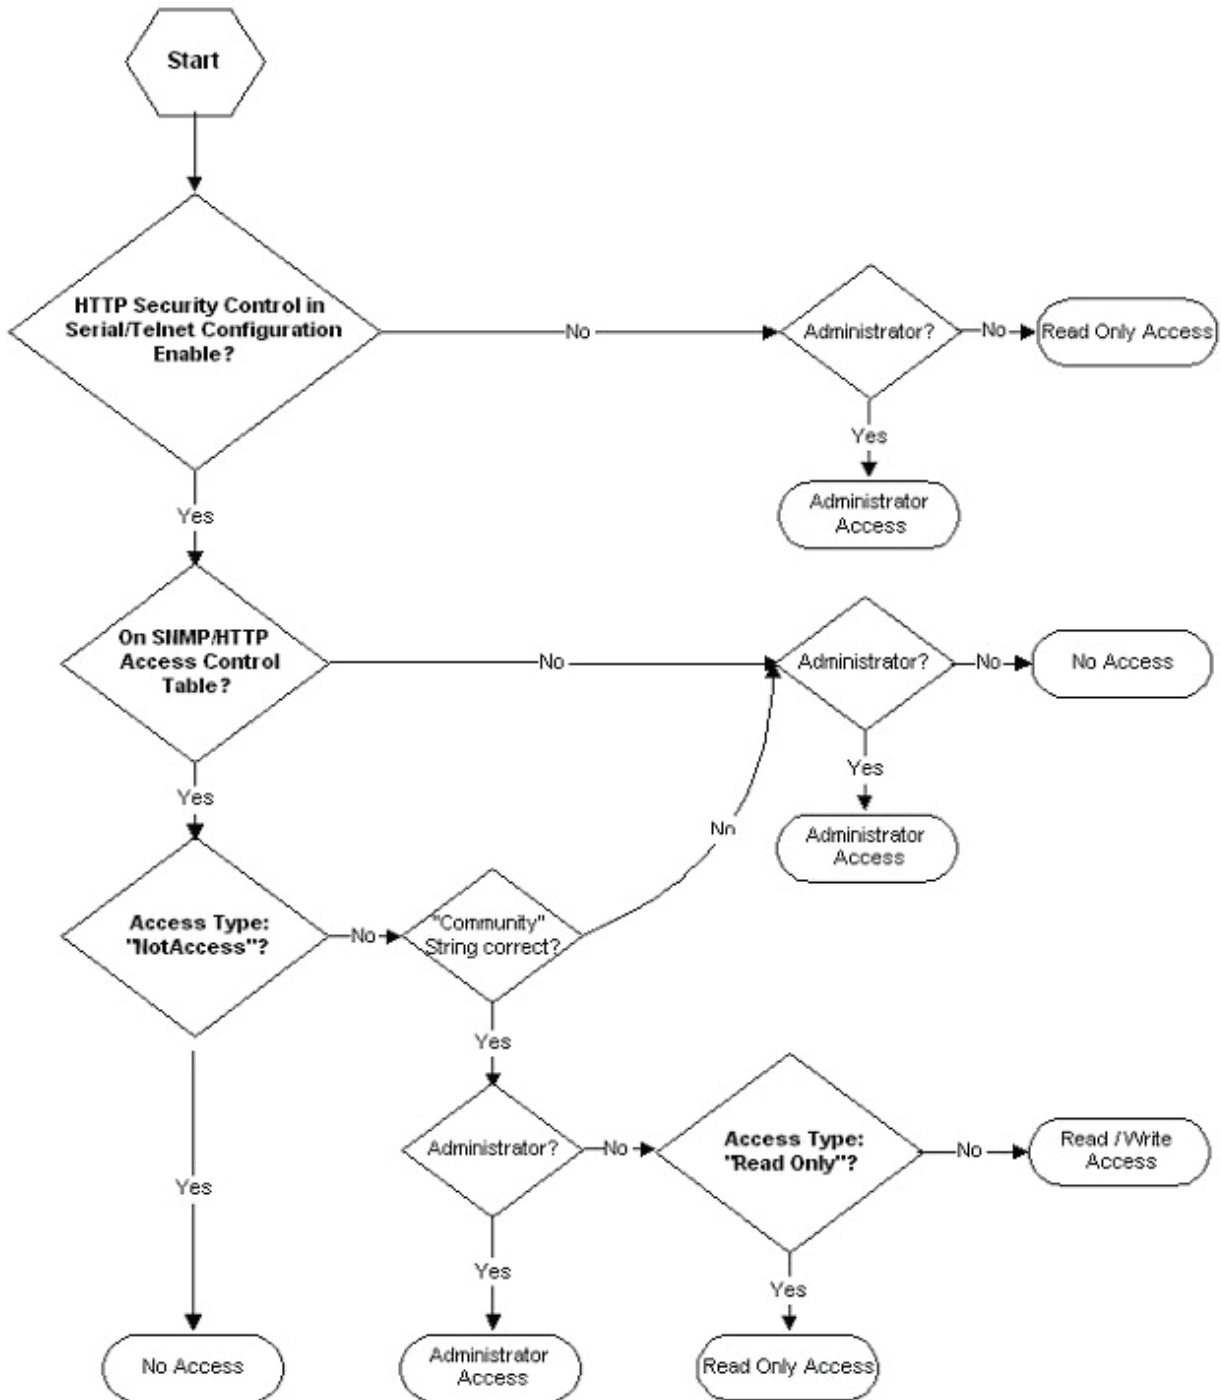 Start
HTTP Security Control in
Serial/Telnet Configuration
Enable?
No
Administrator?
No
Read Only Access
Yes
Administrator
Access
Yes
On SNMP/HTTP
Access Control
Table?
No
Administrator?
No
No Access
Yes
Administrator
Access
Yes
No
Access Type:
"NotAccess"?
No
"Community"
String correct?
Yes
Administrator?
No
Access Type:
"Read Only"?
No
Read / Write
Access
Yes
Yes
Yes
No Access
Administrator
Access
Read Only Access